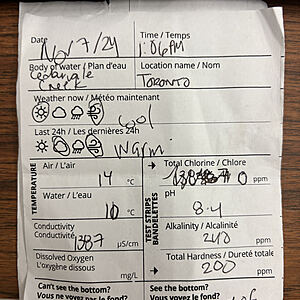 Date Nov 7/24
Time / Temps 1:06PM
Body of water / Plan d'eau
Creek
Location name / Nom
TORONTO
Weather now / Météo maintenant
cool
Last 24h / Les dernières 24h
warm
TEMPERATURE
Air / L'air
14 °C
Water / L'eau
10 °C
Conductivity
Conductivité 1387 µS/cm
Dissolved Oxygen
L'oxygène dissous mg/L
TEST STRIPS
BANDELETTES
→ Total Chlorine / Chlore
0 ppm
pH
8.4
Alkalinity / Alcalinité
240 ppm
→ Total Hardness / Dureté totale
200 ppm
Can't see the bottom?
Vous ne voyez pas le fond?
See the bottom?
Vous voyez le fond?